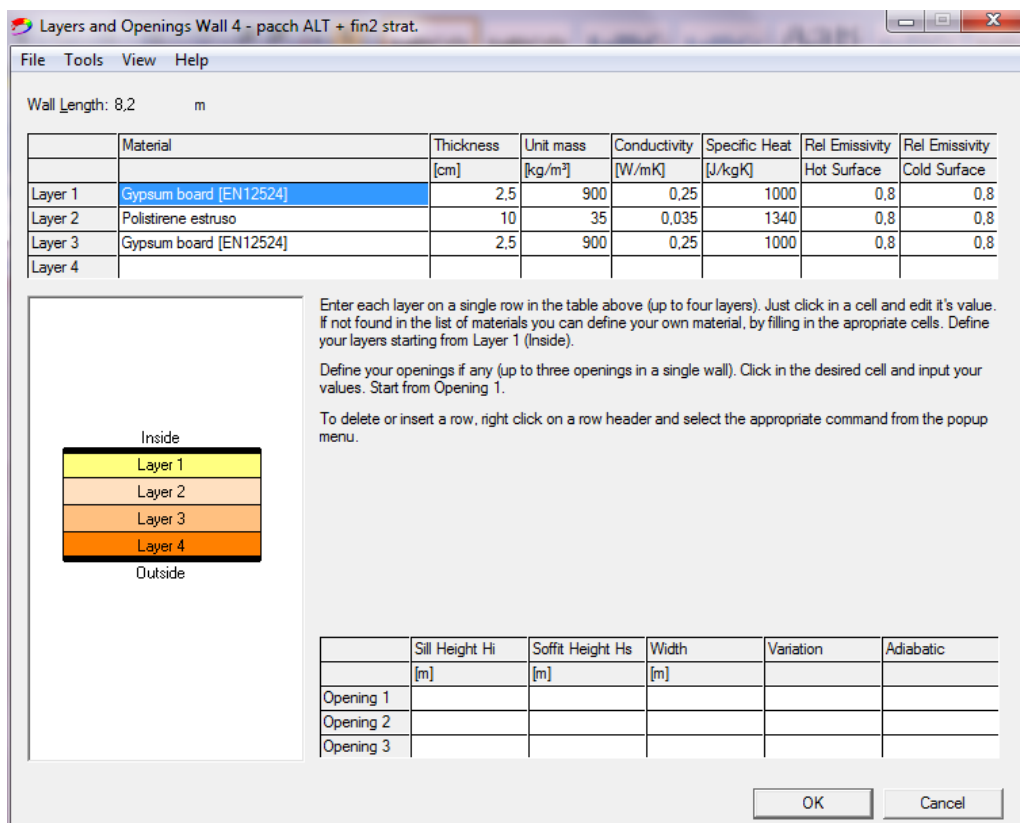 Layers and Openings Wall 4 - pacch ALT + fin2 strat.
File Tools View Help
Wall Length: 8,2 m
Material Thickness Unit mass Conductivity Specific Heat Rel Emissivity Rel Emissivity
[cm] [kg/m³] [W/mK] [J/kgK] Hot Surface Cold Surface
Layer 1 Gypsum board [EN12524] 2,5 900 0,25 1000 0,8 0,8
Layer 2 Polistirene estruso 10 35 0,035 1340 0,8 0,8
Layer 3 Gypsum board [EN12524] 2,5 900 0,25 1000 0,8 0,8
Layer 4
Enter each layer on a single row in the table above (up to four layers). Just click in a cell and edit it's value.
If not found in the list of materials you can define your own material, by filling in the apropriate cells. Define
your layers starting from Layer 1 (Inside).
Define your openings if any (up to three openings in a single wall). Click in the desired cell and input your
values. Start from Opening 1.
To delete or insert a row, right click on a row header and select the appropriate command from the popup
menu.
Inside
Layer 1
Layer 2
Layer 3
Layer 4
Outside
Sill Height Hi Soffit Height Hs Width Variation Adiabatic
[m] [m] [m]
Opening 1
Opening 2
Opening 3
OK Cancel